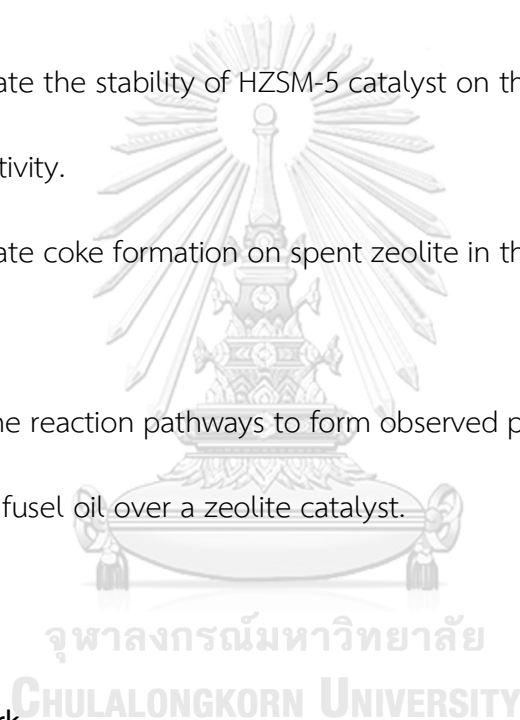 ate the stability of HZSM-5 catalyst on th
tivity.
ate coke formation on spent zeolite in th
ne reaction pathways to form observed p
fusel oil over a zeolite catalyst.
จุฬาลงกรณ์มหาวิทยาลัย
CHULALONGKORN UNIVERSITY
rk